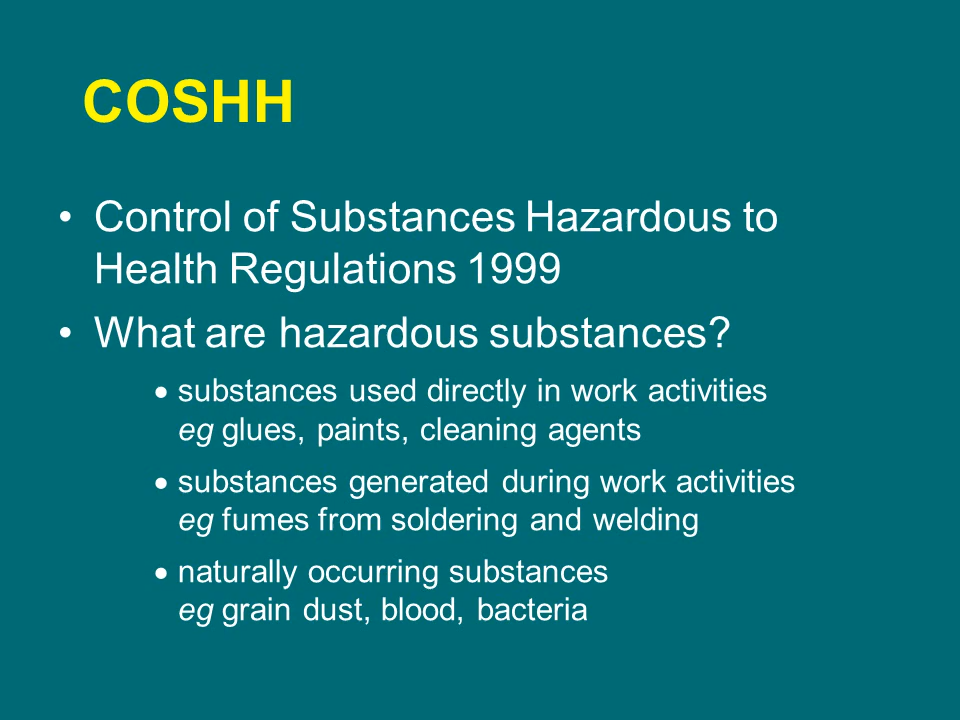 COSHH
• Control of Substances Hazardous to
Health Regulations 1999
• What are hazardous substances?
• substances used directly in work activities
eg glues, paints, cleaning agents
• substances generated during work activities
eg fumes from soldering and welding
• naturally occurring substances
eg grain dust, blood, bacteria